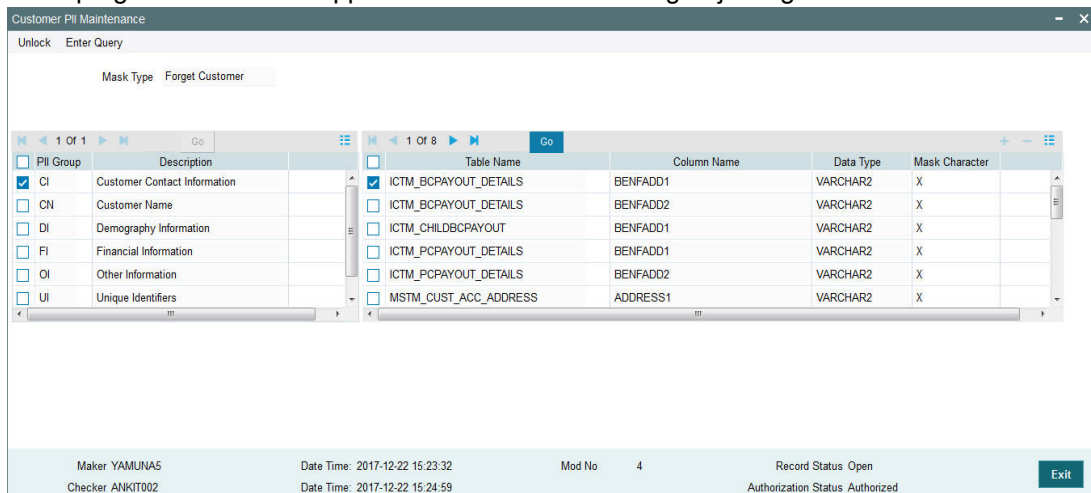 Customer PII Maintenance
Unlock Enter Query
Mask Type Forget Customer
1 Of 1 Go
1 Of 8 Go
PII Group Description
Table Name Column Name Data Type Mask Character
CI Customer Contact Information
ICTM_BCPAYOUT_DETAILS BENFADD1 VARCHAR2 X
CN Customer Name
ICTM_BCPAYOUT_DETAILS BENFADD2 VARCHAR2 X
DI Demography Information
ICTM_CHILDBCPAYOUT BENFADD1 VARCHAR2 X
FI Financial Information
ICTM_PCPAYOUT_DETAILS BENFADD1 VARCHAR2 X
OI Other Information
ICTM_PCPAYOUT_DETAILS BENFADD2 VARCHAR2 X
UI Unique Identifiers
MSTM_CUST_ACC_ADDRESS ADDRESS1 VARCHAR2 X
Maker YAMUNA5 Date Time: 2017-12-22 15:23:32 Mod No 4 Record Status Open
Checker ANKIT002 Date Time: 2017-12-22 15:24:59 Authorization Status Authorized
Exit